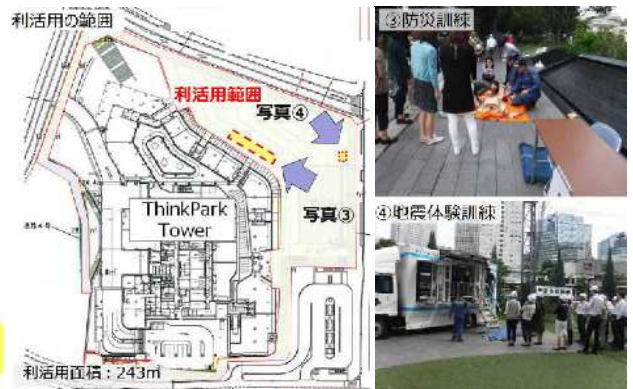 利活用の範囲
利活用範囲
写真④
ThinkPark
Tower
写真③
利活用面積:243㎡
③防災訓練
④地震体験訓練